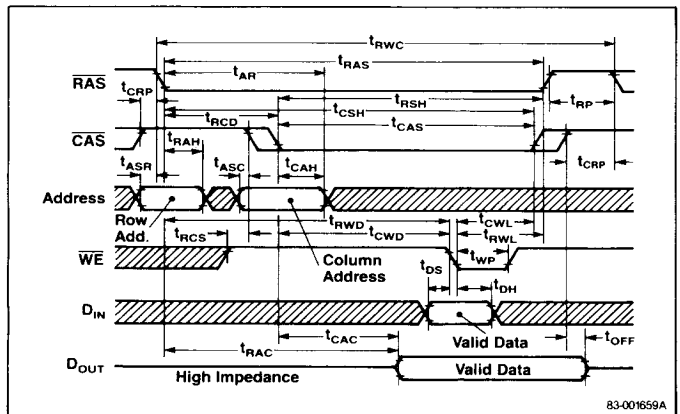 tRWC
tRAS
tAR
RAS
tCRP
tRSH
tRP
tCSH
tRCD
tCAS
CAS
tRAH
tASR
tASC
tCAH
tCRP
Address
Row
Add.
tRWD
tCWL
tRCS
tCWD
tRWL
Column
Address
tWP
WE
tDS
tDH
DIN
Valid Data
tOFF
tCAC
tRAC
DOUT
High Impedance
Valid Data
83-001659A